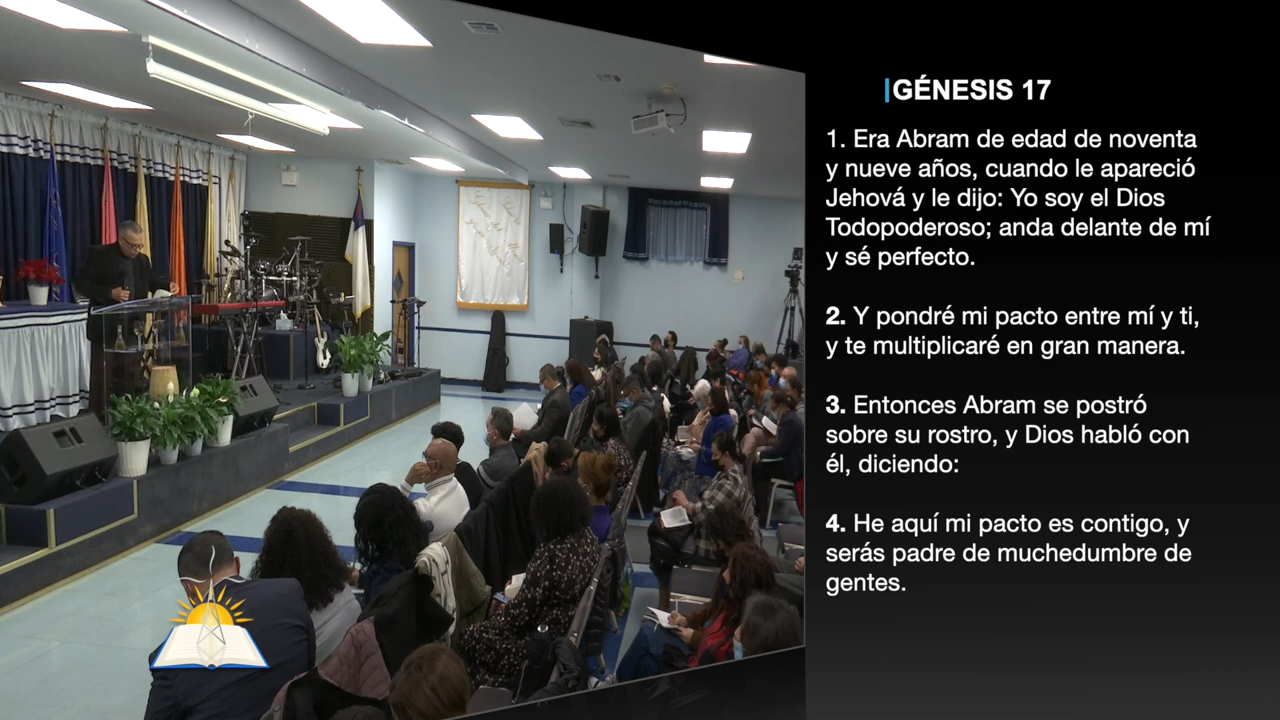 GÉNESIS 17
1. Era Abram de edad de noventa
y nueve años, cuando le apareció
Jehová y le dijo: Yo soy el Dios
Todopoderoso; anda delante de mí
y sé perfecto.
2. Y pondré mi pacto entre mí y ti,
y te multiplicaré en gran manera.
3. Entonces Abram se postró
sobre su rostro, y Dios habló con
él, diciendo:
4. He aquí mi pacto es contigo, y
serás padre de muchedumbre de
gentes.